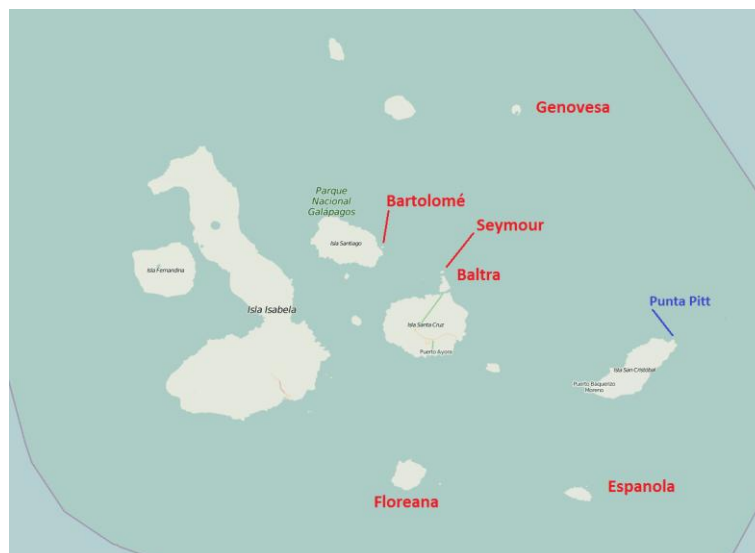 Genovesa
Parque
Nacional
Galápagos
Bartolomé
Seymour
Isla Santiago
Baltra
Isla Fernandina
Punta Pitt
Isla Isabela
Isla Santa Cruz
Puerto Ayora
Isla San Cristóbal
Puerto Baquerizo
Moreno
Espanola
Floreana